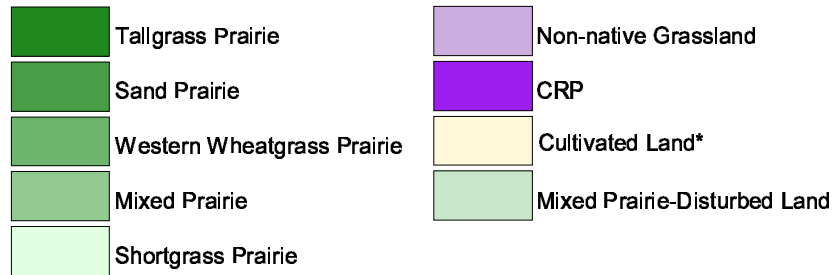 Tallgrass Prairie
Sand Prairie
Western Wheatgrass Prairie
Mixed Prairie
Shortgrass Prairie
Non-native Grassland
CRP
Cultivated Land*
Mixed Prairie-Disturbed Land